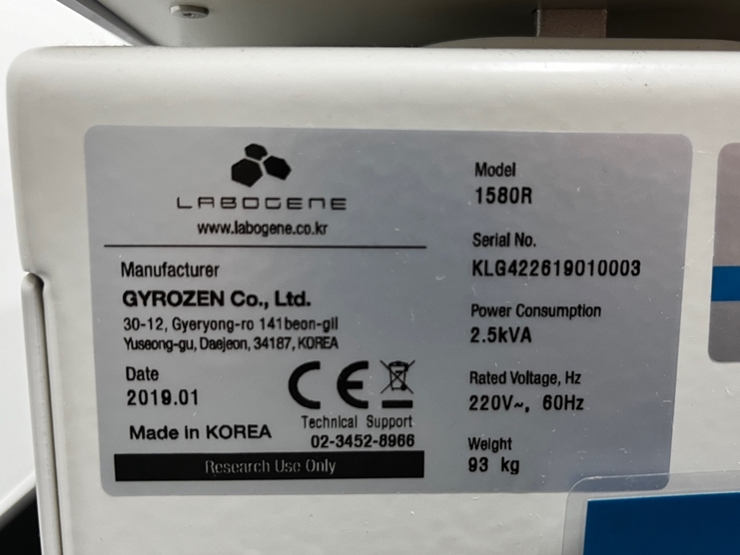 LABOGENE
www.labogene.co.kr
Manufacturer
GYROZEN Co., Ltd.
30-12, Gyeryong-ro 141beon-gil
Yuseong-gu, Daejeon, 34187, KOREA
Date
2019.01
CE
Made in KOREA
Technical Support
02-3452-8966
Research Use Only
Model
1580R
Serial No.
KLG422619010003
Power Consumption
2.5kVA
Rated Voltage, Hz
220V~, 60Hz
Weight
93 kg